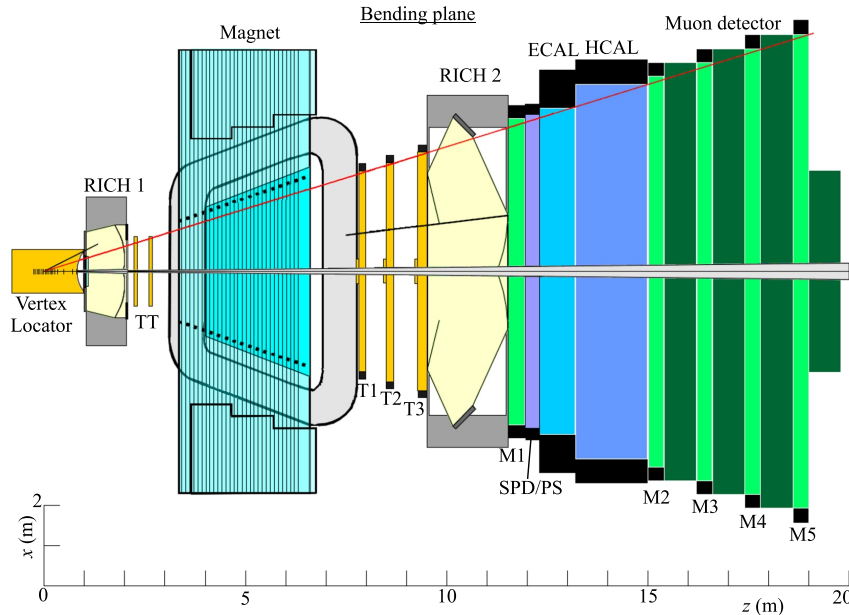 Bending plane
Magnet
Muon detector
ECAL
HCAL
RICH 2
RICH 1
Vertex
Locator
TT
T1
T2
T3
M1
SPD/PS
M2
M3
M4
M5
2
x (m)
0
5
10
15
20
z (m)